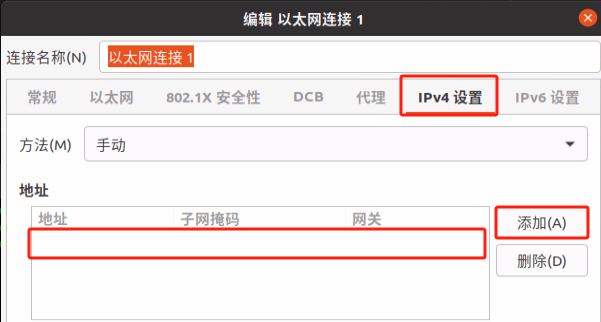 编辑 以太网连接 1
连接名称(N) 以太网连接 1
常规 以太网 802.1X 安全性 DCB 代理 IPv4 设置 IPv6 设置
方法(M) 手动
地址
地址 子网掩码 网关
添加(A)
删除(D)